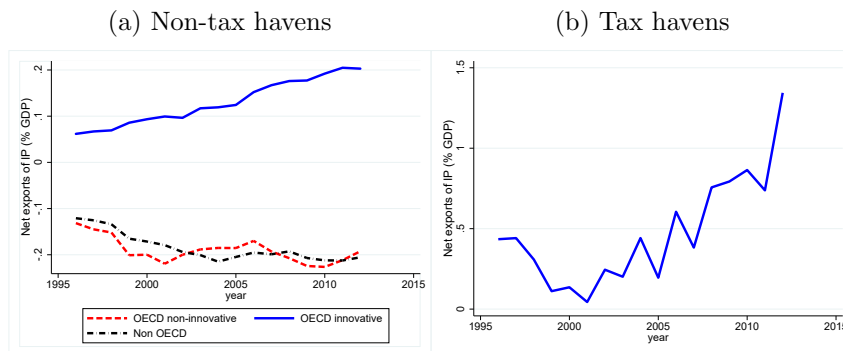 (a) Non-tax havens
Net exports of IP (% GDP)
.2
.1
0
-.1
-.2
1995 2000 2005 2010 2015
year
OECD non-innovative OECD innovative
Non OECD
(b) Tax havens
Net exports of IP (% GDP)
1.5
1
.5
0
1995 2000 2005 2010 2015
year